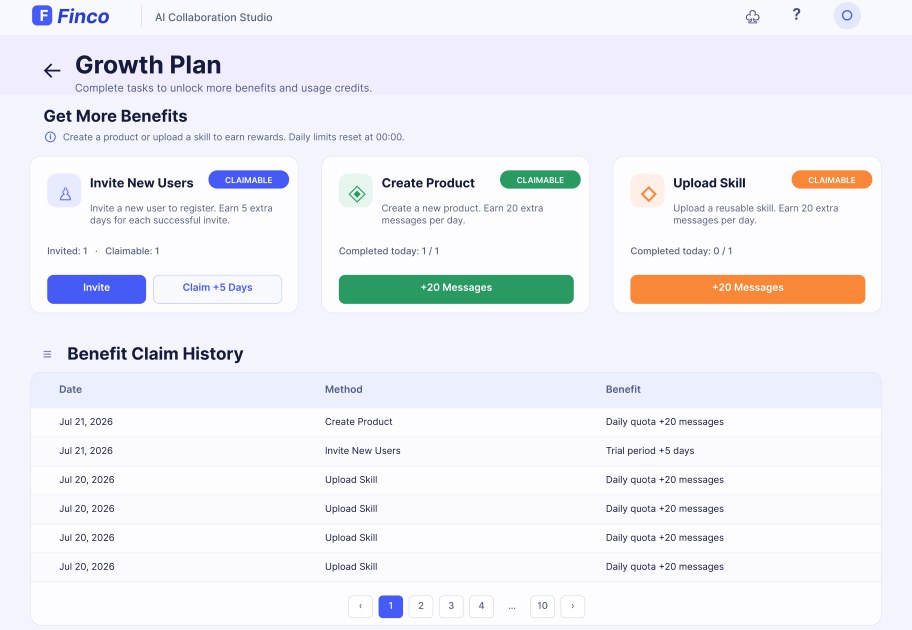 F Finco AI Collaboration Studio ?
Growth Plan
Complete tasks to unlock more benefits and usage credits.
Get More Benefits
Create a product or upload a skill to earn rewards. Daily limits reset at 00:00.
Invite New Users CLAIMABLE
Invite a new user to register. Earn 5 extra
days for each successful invite.
Invited: 1 · Claimable: 1
Invite Claim +5 Days
Create Product CLAIMABLE
Create a new product. Earn 20 extra
messages per day.
Completed today: 1 / 1
+20 Messages
Upload Skill CLAIMABLE
Upload a reusable skill. Earn 20 extra
messages per day.
Completed today: 0 / 1
+20 Messages
Benefit Claim History
Date Method Benefit
Jul 21, 2026 Create Product Daily quota +20 messages
Jul 21, 2026 Invite New Users Trial period +5 days
Jul 20, 2026 Upload Skill Daily quota +20 messages
Jul 20, 2026 Upload Skill Daily quota +20 messages
Jul 20, 2026 Upload Skill Daily quota +20 messages
Jul 20, 2026 Upload Skill Daily quota +20 messages
‹ 1 2 3 4 ... 10 ›